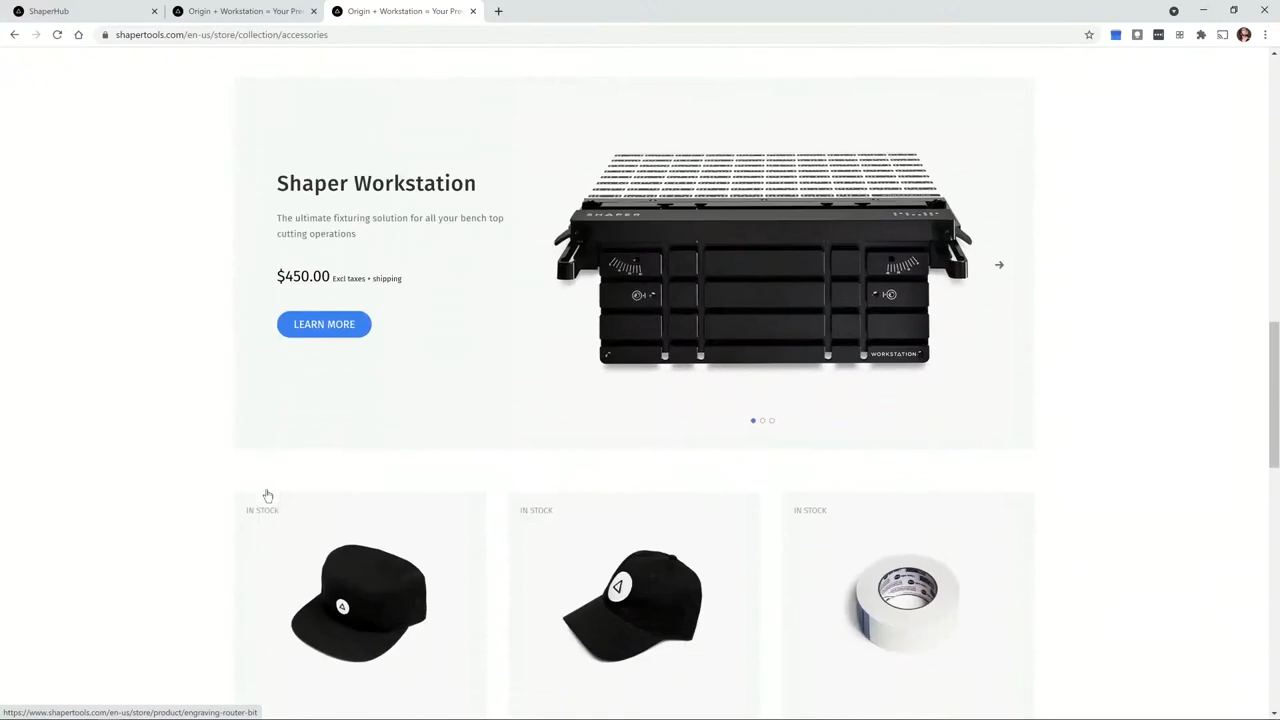 ShaperHub
Origin + Workstation = Your Pre
Origin + Workstation = Your Pre
shapertools.com/en-us/store/collection/accessories
Shaper Workstation
The ultimate fixturing solution for all your bench top
cutting operations
$450.00 Excl taxes + shipping
LEARN MORE
SHAPER
WORKSTATION
IN STOCK
IN STOCK
IN STOCK
https://www.shapertools.com/en-us/store/product/engraving-router-bit